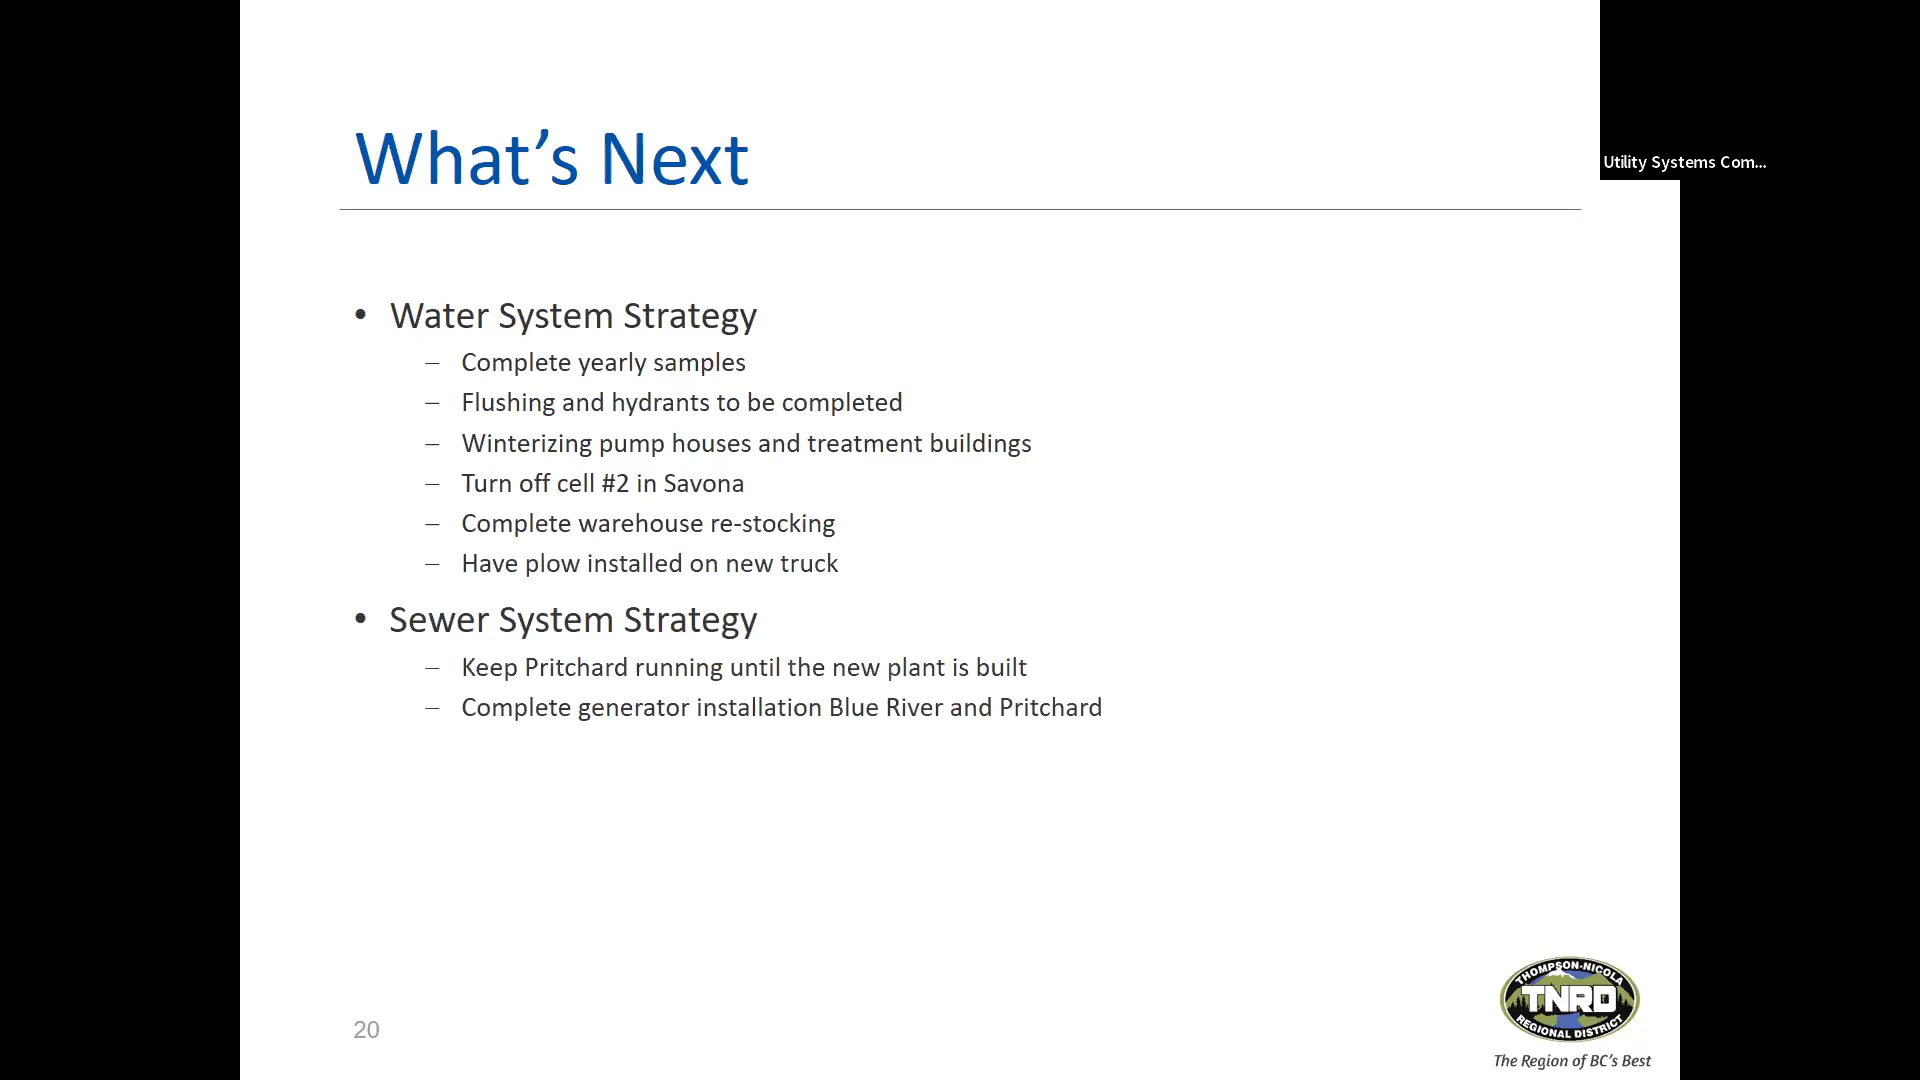 What's Next
Utility Systems Com...
• Water System Strategy
– Complete yearly samples
– Flushing and hydrants to be completed
– Winterizing pump houses and treatment buildings
– Turn off cell #2 in Savona
– Complete warehouse re-stocking
– Have plow installed on new truck
• Sewer System Strategy
– Keep Pritchard running until the new plant is built
– Complete generator installation Blue River and Pritchard
THOMPSON-NICOLA
TNRD
REGIONAL DISTRICT
The Region of BC's Best
20